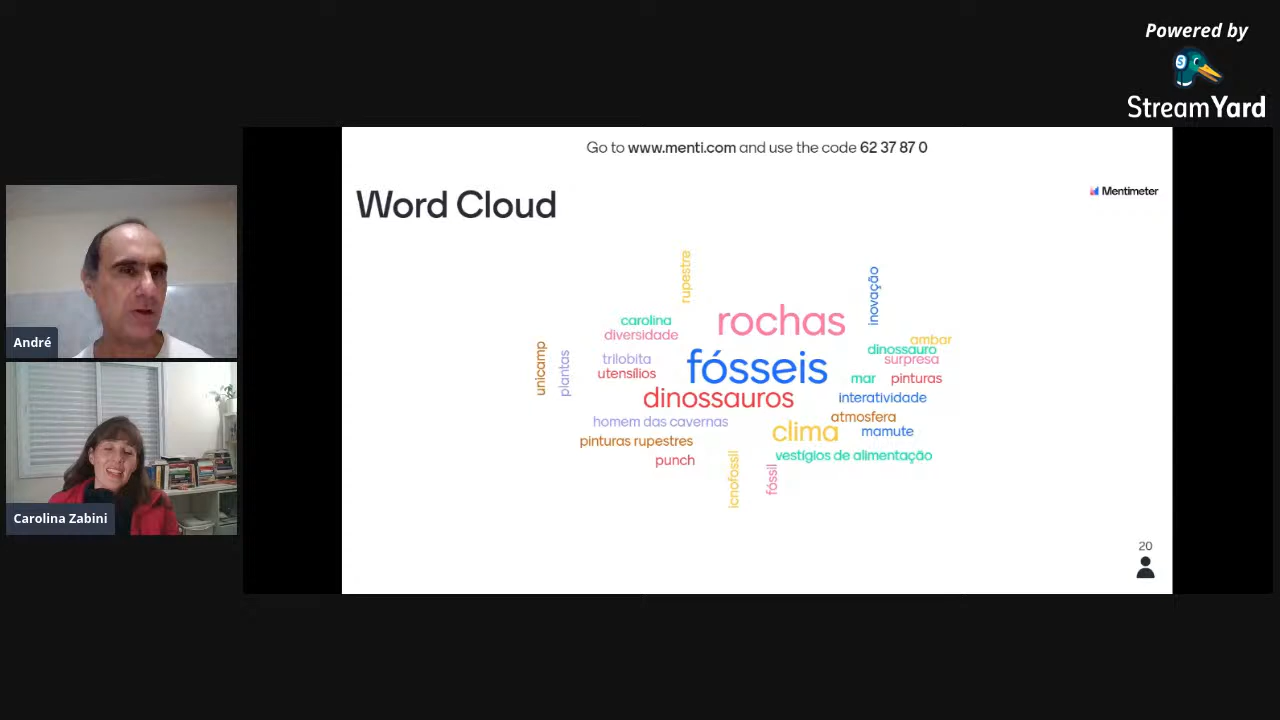 Powered by
StreamYard
Go to www.menti.com and use the code 62 37 87 0
Mentimeter
Word Cloud
rupestre
inovação
carolina
rochas
diversidade
ambar
dinossauro
unicamp
plantas
trilobita
fósseis
surpresa
utensílios
mar
pinturas
dinossauros
interatividade
homem das cavernas
atmosfera
clima
mamute
pinturas rupestres
punch
vestígios de alimentação
icnofossil
fóssil
20
André
Carolina Zabini